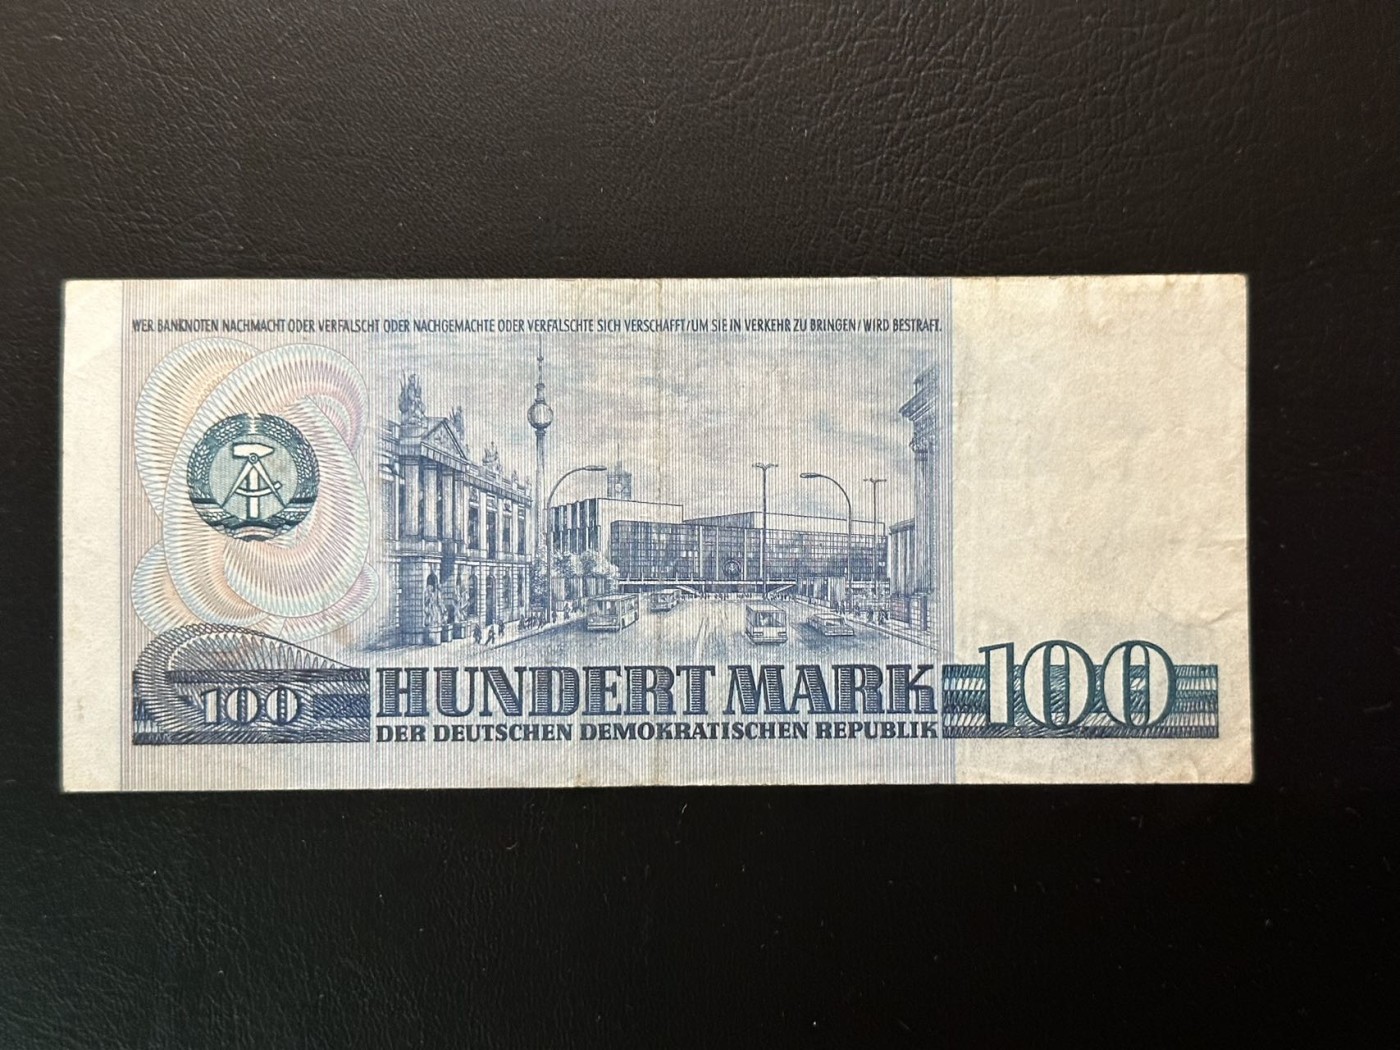 WER BANKNOTEN NACHMACHT ODER VERFÄLSCHT ODER NACHGEMACHTE ODER VERFÄLSCHTE SICH VERSCHAFFT/UM SIE IN VERKEHR ZU BRINGEN/WIRD BESTRAFT.
100
HUNDERT MARK
100
DER DEUTSCHEN DEMOKRATISCHEN REPUBLIK